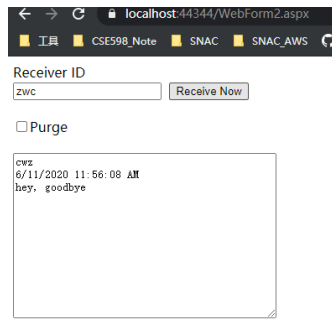 localhost:44344/WebForm2.aspx
工具 CSE598_Note SNAC SNAC_AWS
Receiver ID
zwc Receive Now
Purge
cwz
6/11/2020 11:56:08 AM
hey, goodbye